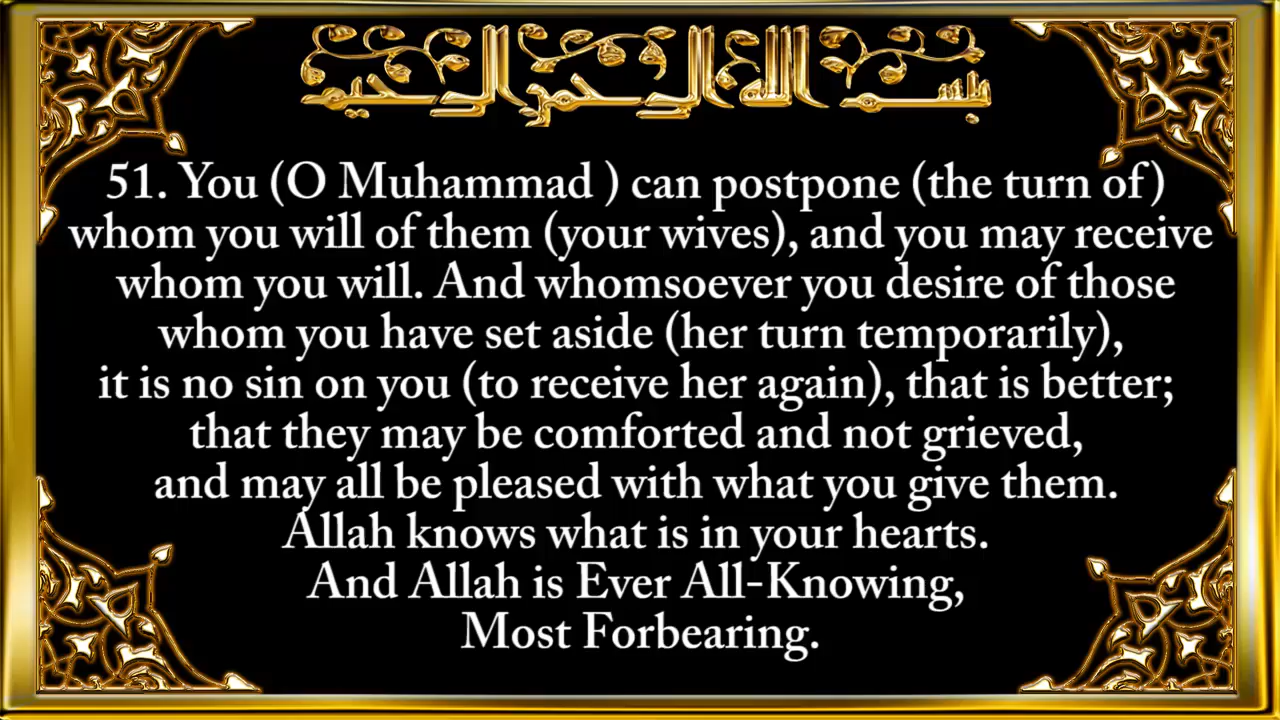 بسم الله الرحمن الرحيم
51. You (O Muhammad ) can postpone (the turn of)
whom you will of them (your wives), and you may receive
whom you will. And whomsoever you desire of those
whom you have set aside (her turn temporarily),
it is no sin on you (to receive her again), that is better;
that they may be comforted and not grieved,
and may all be pleased with what you give them.
Allah knows what is in your hearts.
And Allah is Ever All-Knowing,
Most Forbearing.